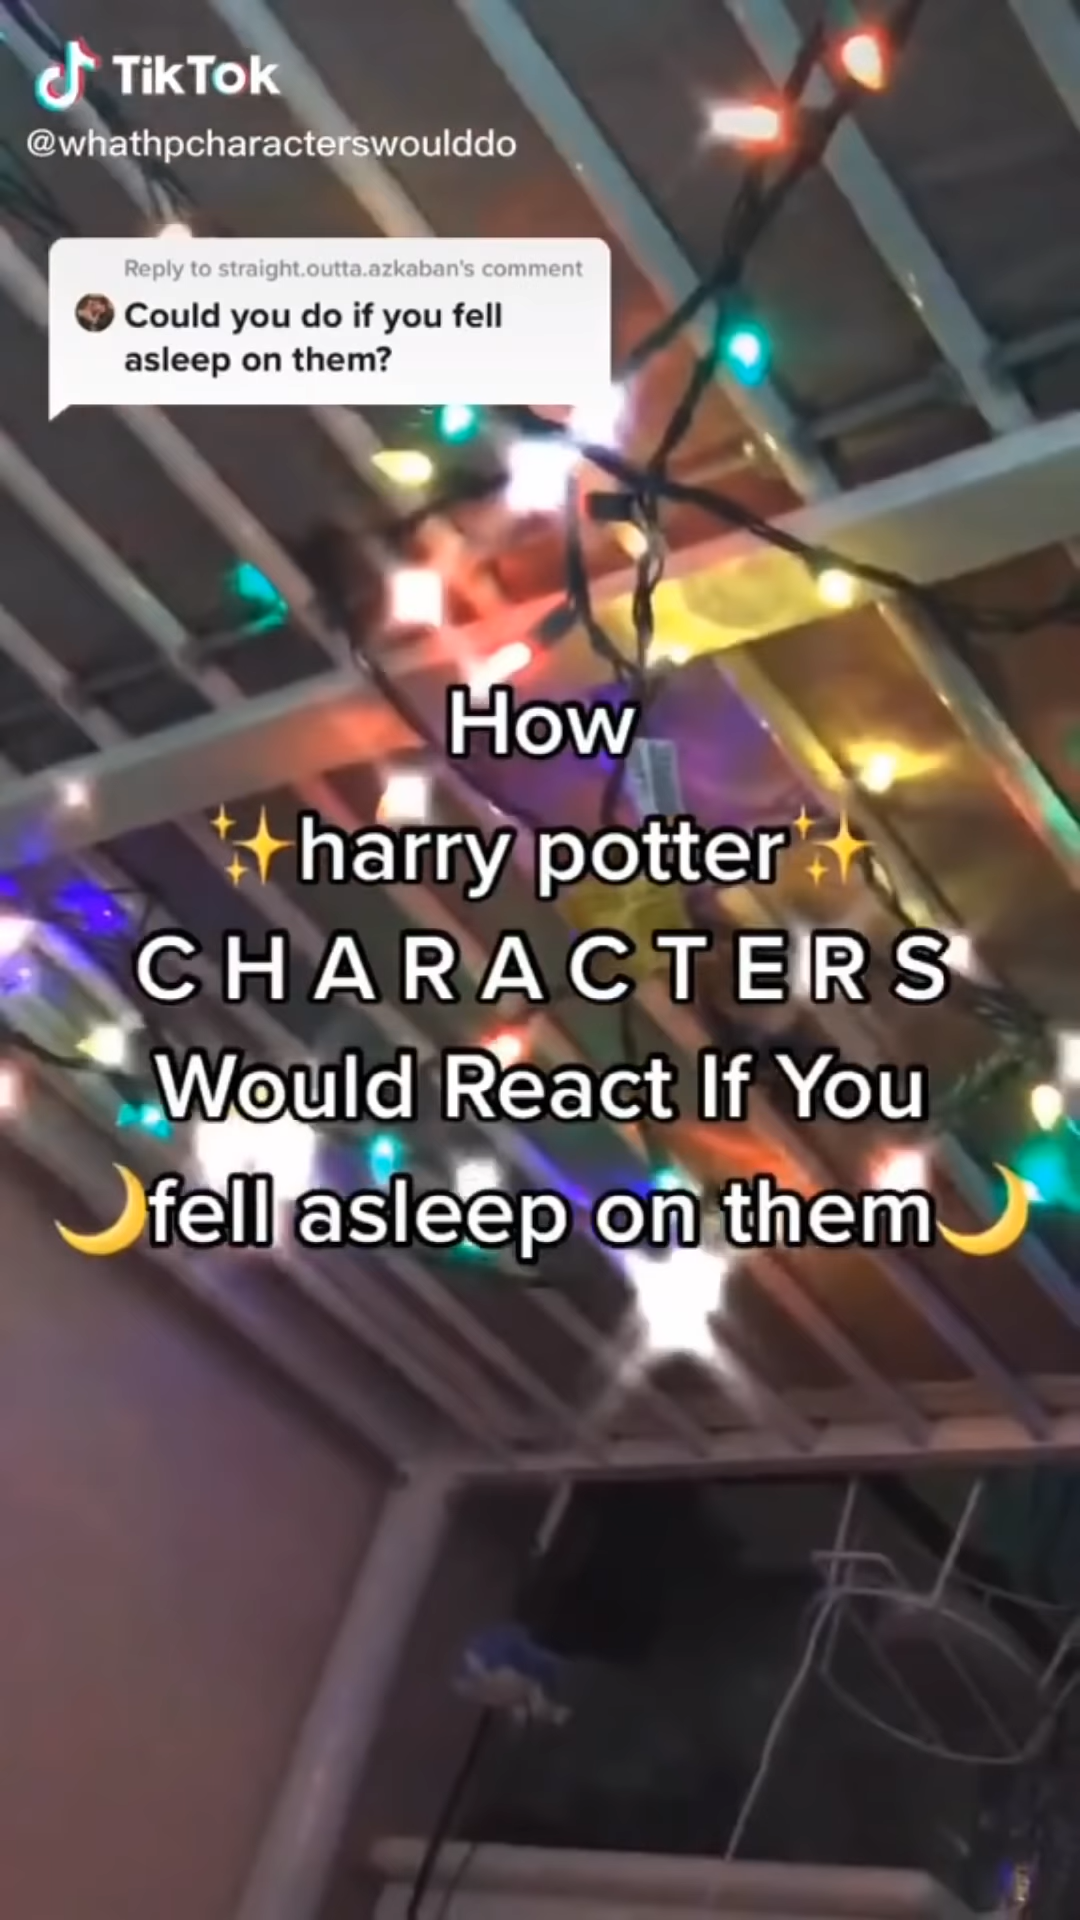 TikTok
@whathpcharacterswoulddo
Reply to straight.outta.azkaban's comment
Could you do if you fell
asleep on them?
How
✨harry potter✨
C H A R A C T E R S
Would React If You
🌙fell asleep on them🌙